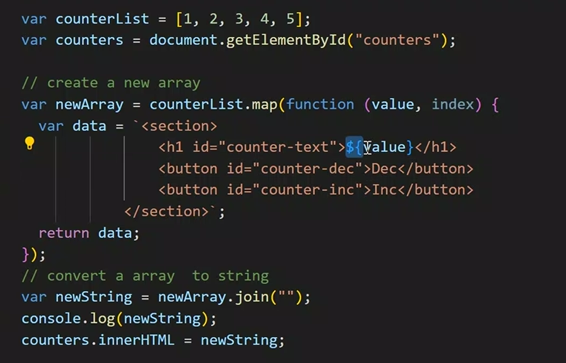 var counterList = [1, 2, 3, 4, 5];
var counters = document.getElementById("counters");
// create a new array
var newArray = counterList.map(function (value, index) {
var data = `<section>
<h1 id="counter-text">${value}</h1>
<button id="counter-dec">Dec</button>
<button id="counter-inc">Inc</button>
</section>`;
return data;
});
// convert a array  to string
var newString = newArray.join("");
console.log(newString);
counters.innerHTML = newString;